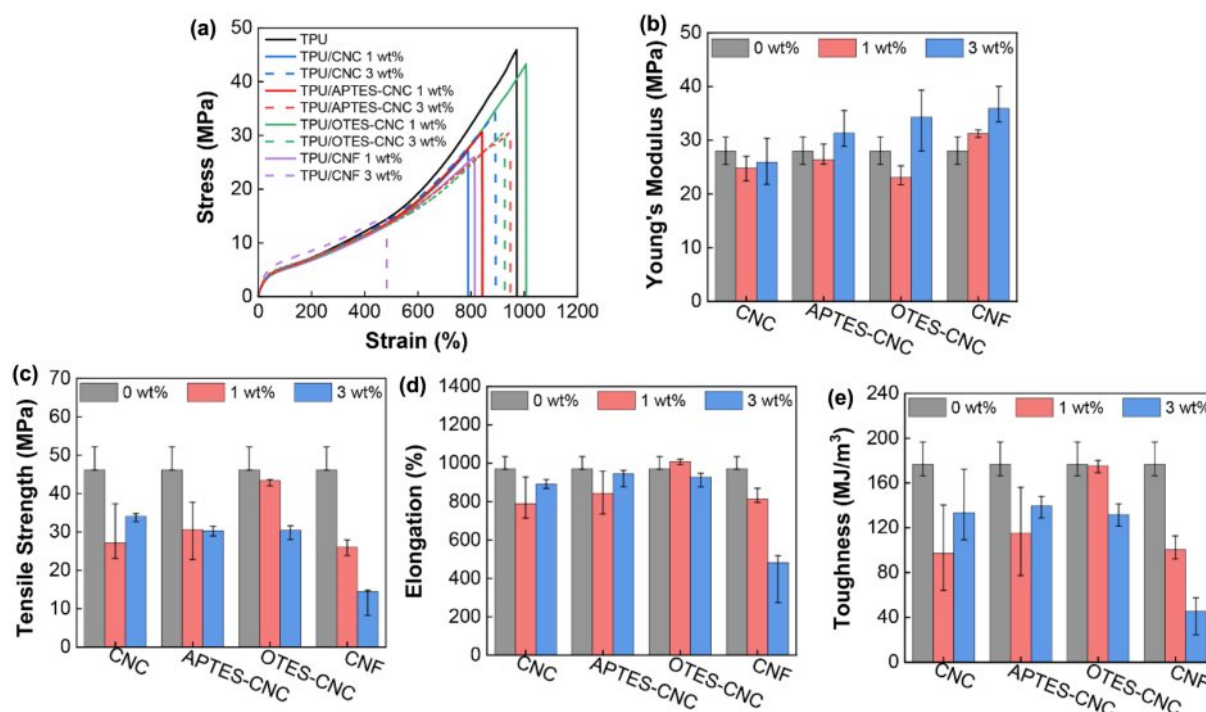 (a)
Stress (MPa)
50
40
30
20
10
0
TPU
TPU/CNC 1 wt%
TPU/CNC 3 wt%
TPU/APTES-CNC 1 wt%
TPU/APTES-CNC 3 wt%
TPU/OTES-CNC 1 wt%
TPU/OTES-CNC 3 wt%
TPU/CNF 1 wt%
TPU/CNF 3 wt%
0 200 400 600 800 1000 1200
Strain (%)
(b)
Young's Modulus (MPa)
50
40
30
20
10
0
0 wt% 1 wt% 3 wt%
CNC APTES-CNC OTES-CNC CNF
(c)
Tensile Strength (MPa)
70
60
50
40
30
20
10
0
0 wt% 1 wt% 3 wt%
CNC APTES-CNC OTES-CNC CNF
(d)
Elongation (%)
1400
1200
1000
800
600
400
200
0
0 wt% 1 wt% 3 wt%
CNC APTES-CNC OTES-CNC CNF
(e)
Toughness (MJ/m³)
240
200
160
120
80
40
0
0 wt% 1 wt% 3 wt%
CNC APTES-CNC OTES-CNC CNF